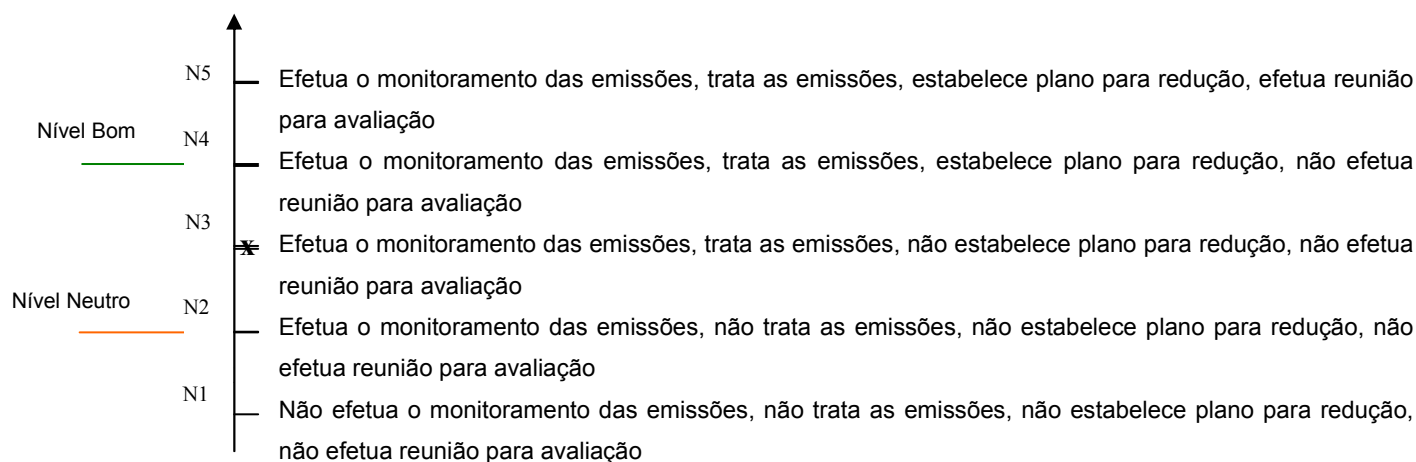 N5 Efetua o monitoramento das emissões, trata as emissões, estabelece plano para redução, efetua reunião
para avaliação
Nível Bom N4
Efetua o monitoramento das emissões, trata as emissões, estabelece plano para redução, não efetua
reunião para avaliação
N3
x Efetua o monitoramento das emissões, trata as emissões, não estabelece plano para redução, não efetua
reunião para avaliação
Nível Neutro N2
Efetua o monitoramento das emissões, não trata as emissões, não estabelece plano para redução, não
efetua reunião para avaliação
N1
Não efetua o monitoramento das emissões, não trata as emissões, não estabelece plano para redução,
não efetua reunião para avaliação